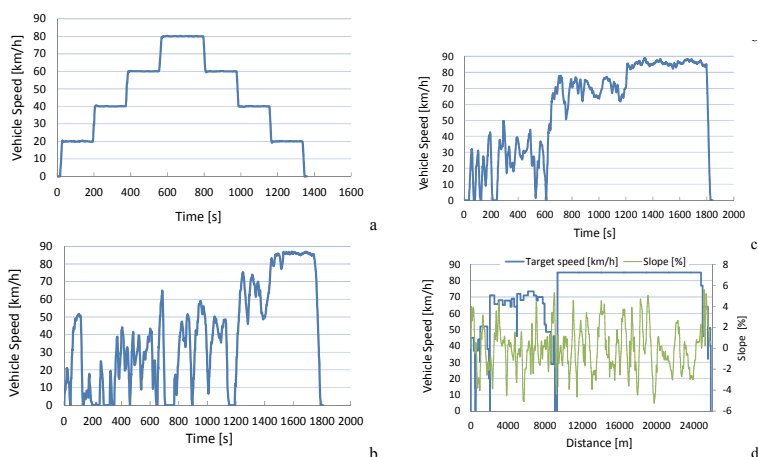 90
80
70
60
50
40
30
20
10
0
Vehicle Speed [km/h]
0 200 400 600 800 1000 1200 1400 1600
Time [s]
a
90
80
70
60
50
40
30
20
10
0
Vehicle Speed [km/h]
0 200 400 600 800 1000 1200 1400 1600 1800 2000
Time [s]
c
90
80
70
60
50
40
30
20
10
0
Vehicle Speed [km/h]
0 200 400 600 800 1000 1200 1400 1600 1800 2000
Time [s]
b
Target speed [km/h] Slope [%]
90
80
70
60
50
40
30
20
10
0
Vehicle Speed [km/h]
8
6
4
2
0
-2
-4
-6
Slope [%]
0 4000 8000 12000 16000 20000 24000
Distance [m]
d